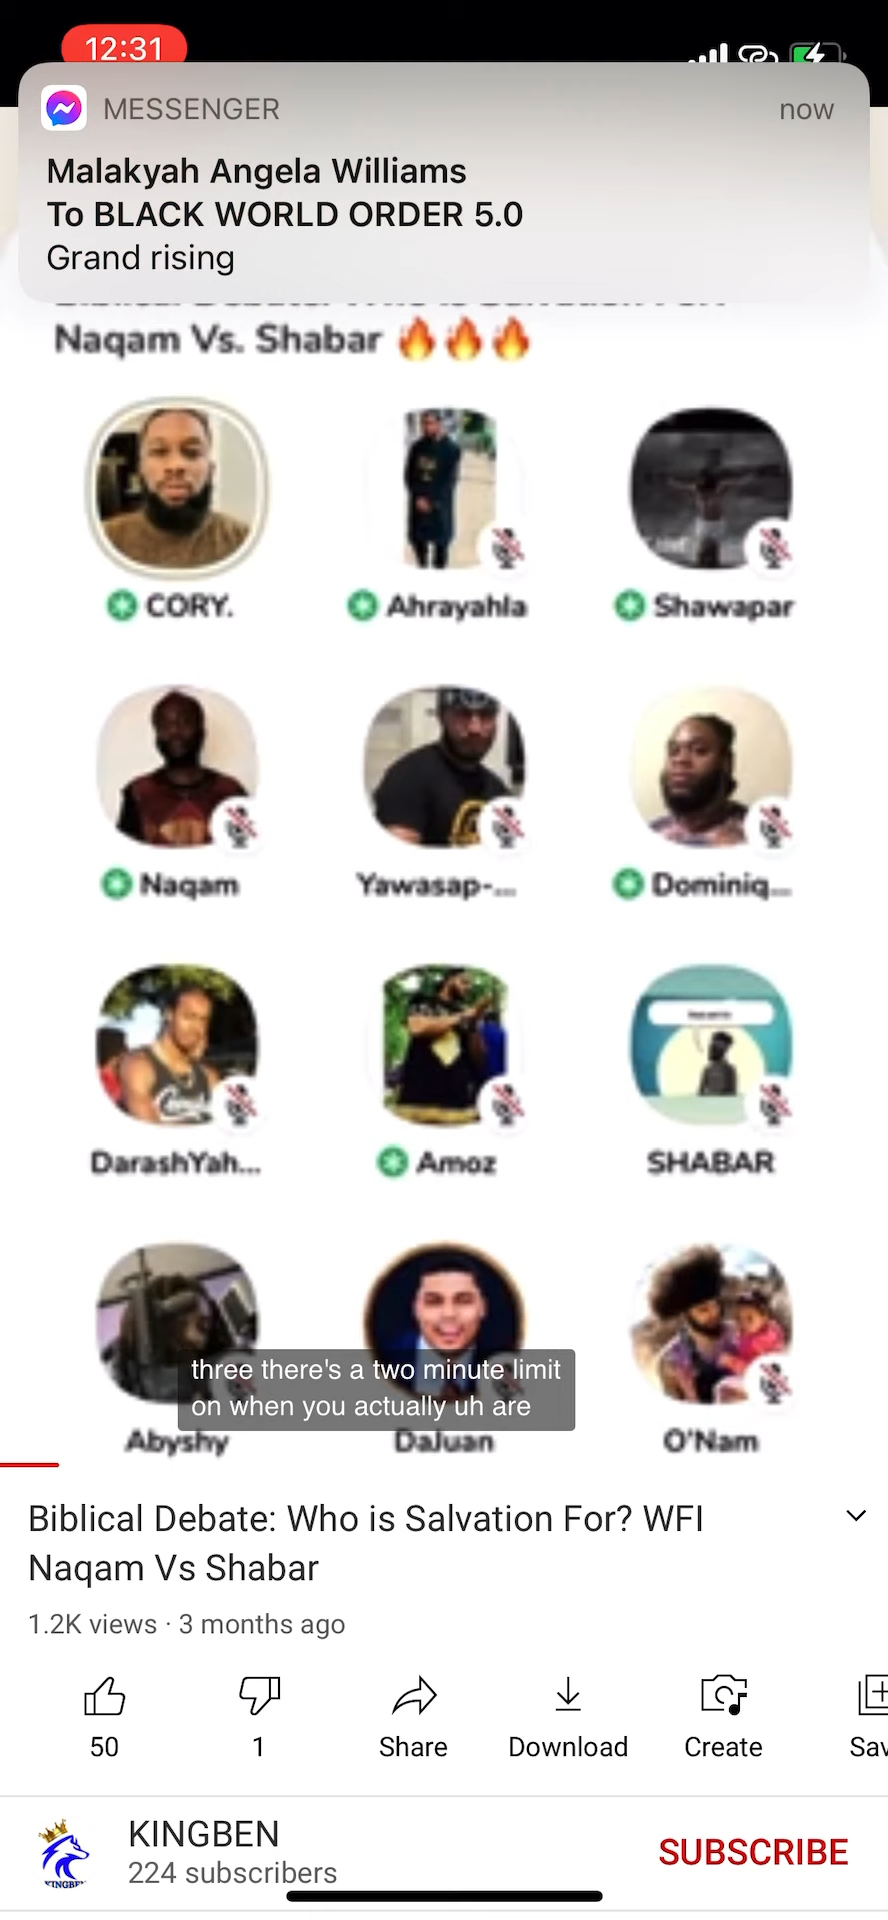 12:31
MESSENGER
now
Malakyah Angela Williams
To BLACK WORLD ORDER 5.0
Grand rising
Naqam Vs. Shabar 🔥🔥🔥
CORY. Ahrayahla Shawapar
Naqam Yawasap-... Dominiq...
DarashYah... Amoz SHABAR
three there's a two minute limit
on when you actually uh are
Abyshy DaJuan O'Nam
Biblical Debate: Who is Salvation For? WFI
Naqam Vs Shabar
1.2K views · 3 months ago
50 1 Share Download Create Sav
KINGBEN
224 subscribers
SUBSCRIBE